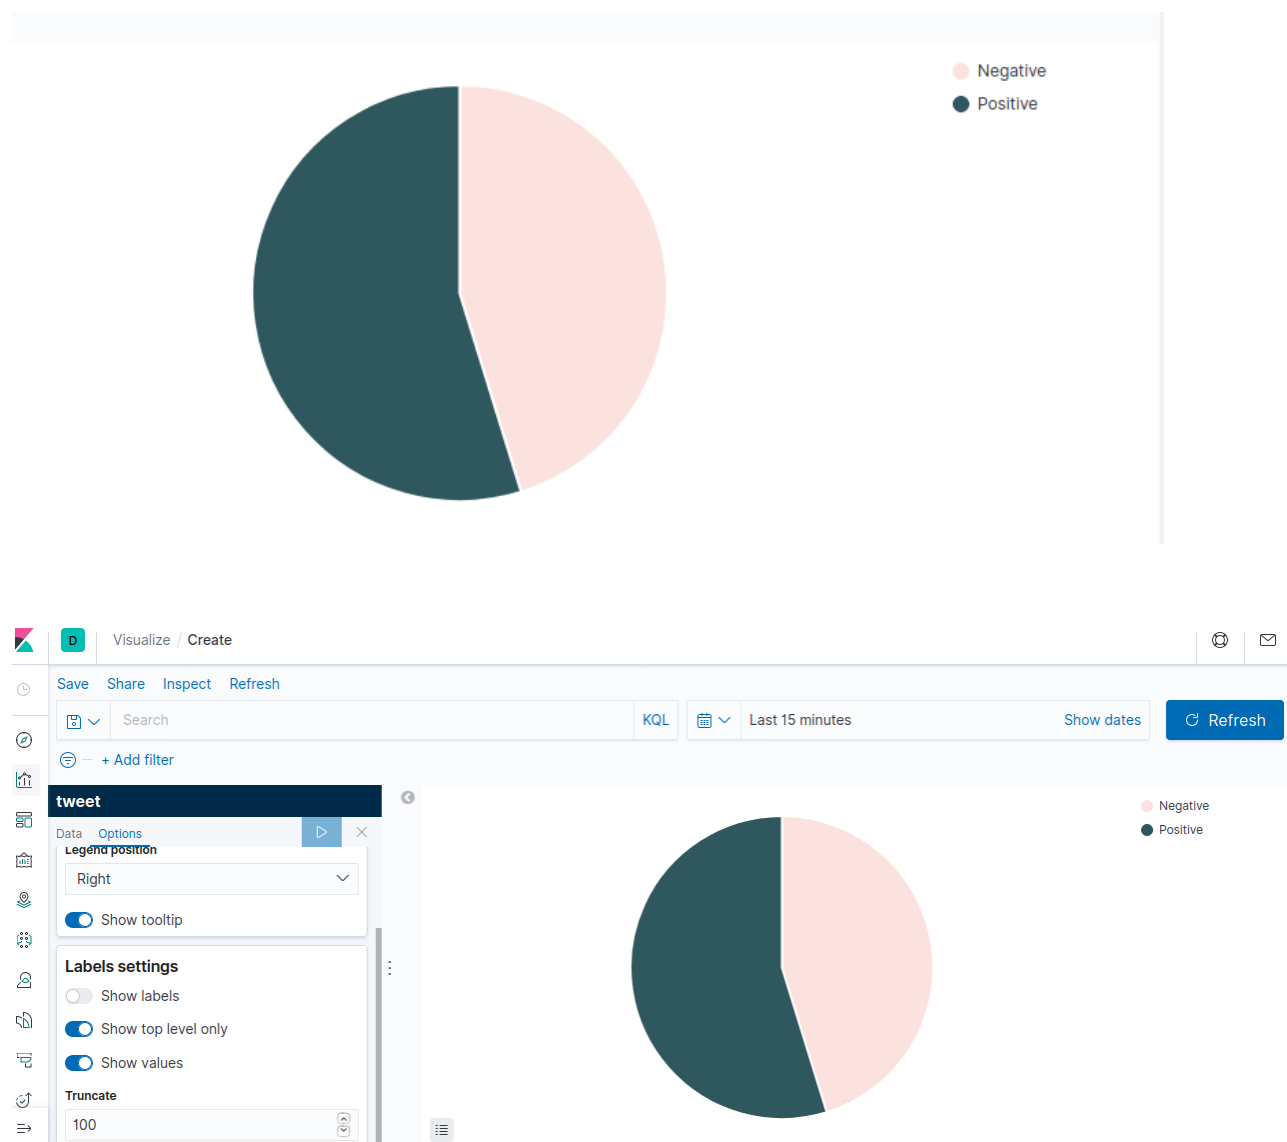 Negative
Positive
D
Visualize / Create
Save Share Inspect Refresh
Search KQL Last 15 minutes Show dates Refresh
+ Add filter
tweet
Data Options
Legend position
Right
Show tooltip
Labels settings
Show labels
Show top level only
Show values
Truncate
100
Negative
Positive